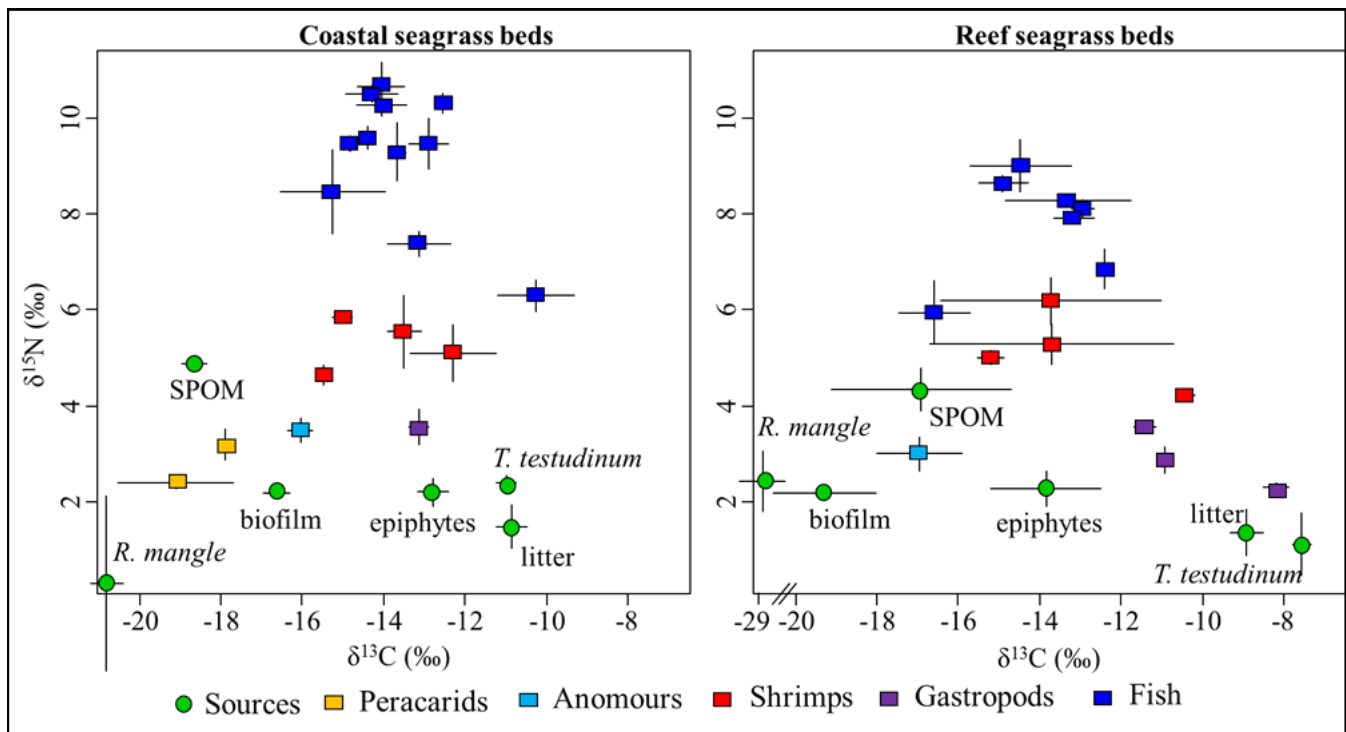 Coastal seagrass beds
Reef seagrass beds
δ¹⁵N (‰)
10
8
6
4
2
SPOM
R. mangle
biofilm
epiphytes
T. testudinum
litter
-20
-18
-16
-14
-12
-10
-8
δ¹³C (‰)
10
8
6
4
2
R. mangle
SPOM
biofilm
epiphytes
litter
T. testudinum
-29
-20
-18
-16
-14
-12
-10
-8
δ¹³C (‰)
Sources
Peracarids
Anomours
Shrimps
Gastropods
Fish